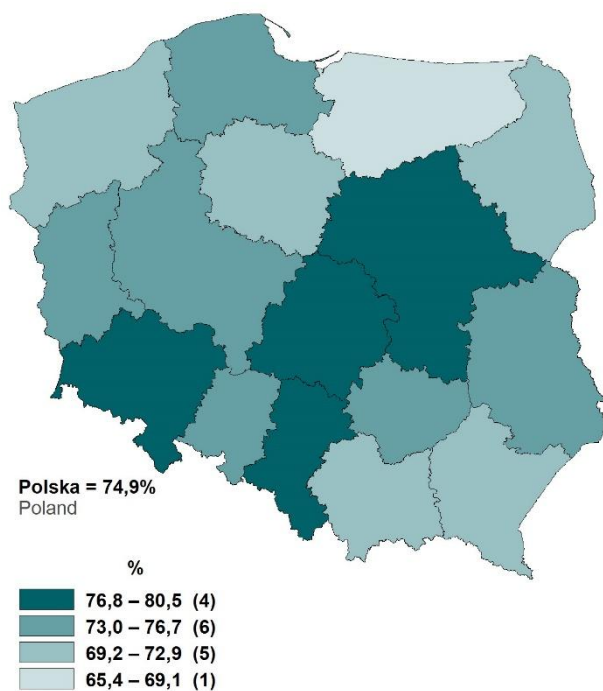 Polska = 74,9%
Poland
%
76,8 – 80,5 (4)
73,0 – 76,7 (6)
69,2 – 72,9 (5)
65,4 – 69,1 (1)